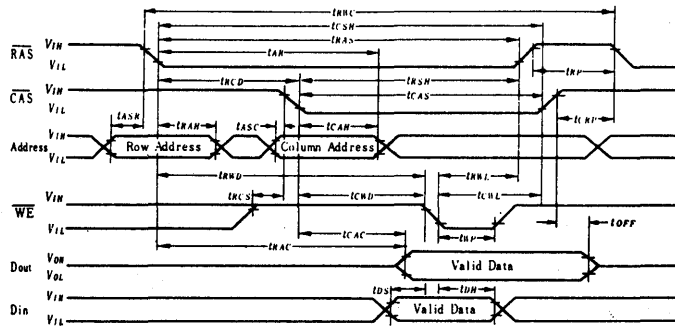 tRWC
tCSH
tRAS
tAR
RAS VIH
VIL
tRP
tRCD tRSH
CAS VIH
VIL
tCAS
tCRP
tASR tRAH tASC tCAH
Address VIH
VIL
Row Address Column Address
tRWD tRWL
tRCS tCWD tCWL
WE VIH
VIL
tWP
tOFF
tRAC tCAC
Dout VOH
VOL
Valid Data
tDS tDH
Din VIH
VIL
Valid Data